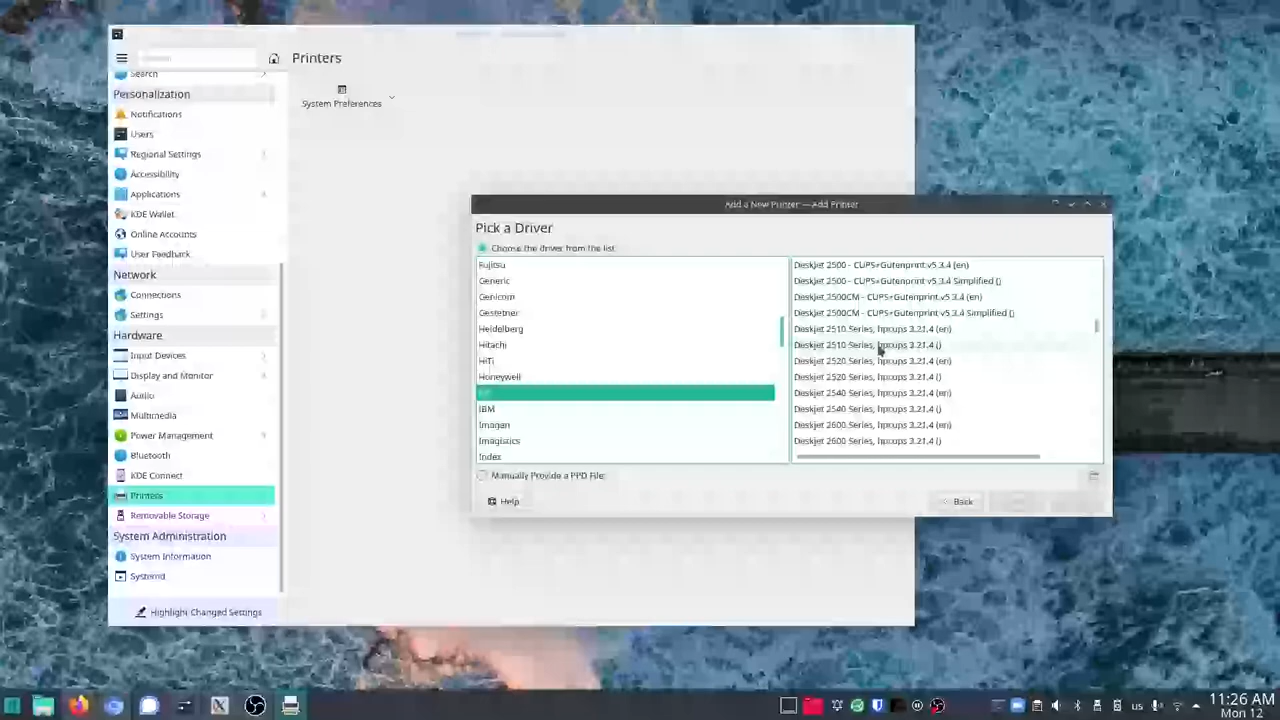 Printers
System Preferences
Search
Personalization
Notifications
Users
Regional Settings
Accessibility
Applications
KDE Wallet
Online Accounts
User Feedback
Network
Connections
Settings
Hardware
Input Devices
Display and Monitor
Audio
Multimedia
Power Management
Bluetooth
KDE Connect
Printers
Removable Storage
System Administration
System Information
Systemd
Highlight Changed Settings
Add a New Printer — Add Printer
Pick a Driver
Choose the driver from the list
Fujitsu
Generic
Genicom
Gestetner
Heidelberg
Hitachi
HiTi
Honeywell
IBM
Imagen
Imagistics
Index
DeskJet 2500 - CUPS+Gutenprint v5.3.4 (en)
DeskJet 2500 - CUPS+Gutenprint v5.3.4 Simplified ()
DeskJet 2500CM - CUPS+Gutenprint v5.3.4 (en)
DeskJet 2500CM - CUPS+Gutenprint v5.3.4 Simplified ()
Deskjet 2510 Series, hpcups 3.21.4 (en)
Deskjet 2510 Series, hpcups 3.21.4 ()
Deskjet 2520 Series, hpcups 3.21.4 (en)
Deskjet 2520 Series, hpcups 3.21.4 ()
Deskjet 2540 Series, hpcups 3.21.4 (en)
Deskjet 2540 Series, hpcups 3.21.4 ()
Deskjet 2600 Series, hpcups 3.21.4 (en)
Deskjet 2600 Series, hpcups 3.21.4 ()
Manually Provide a PPD File:
Help
Back
us
11:26 AM
Mon 12